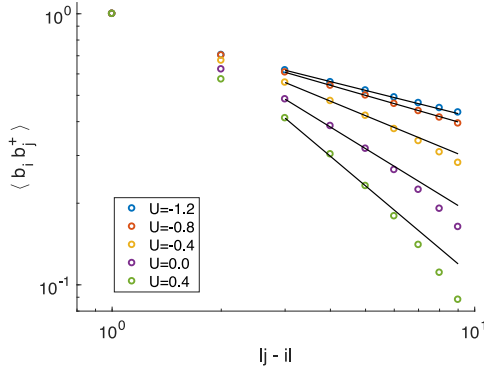 10⁰
⟨ b_i b_j⁺ ⟩
U=-1.2
U=-0.8
U=-0.4
U=0.0
U=0.4
10⁻¹
10⁰
10¹
|j - i|